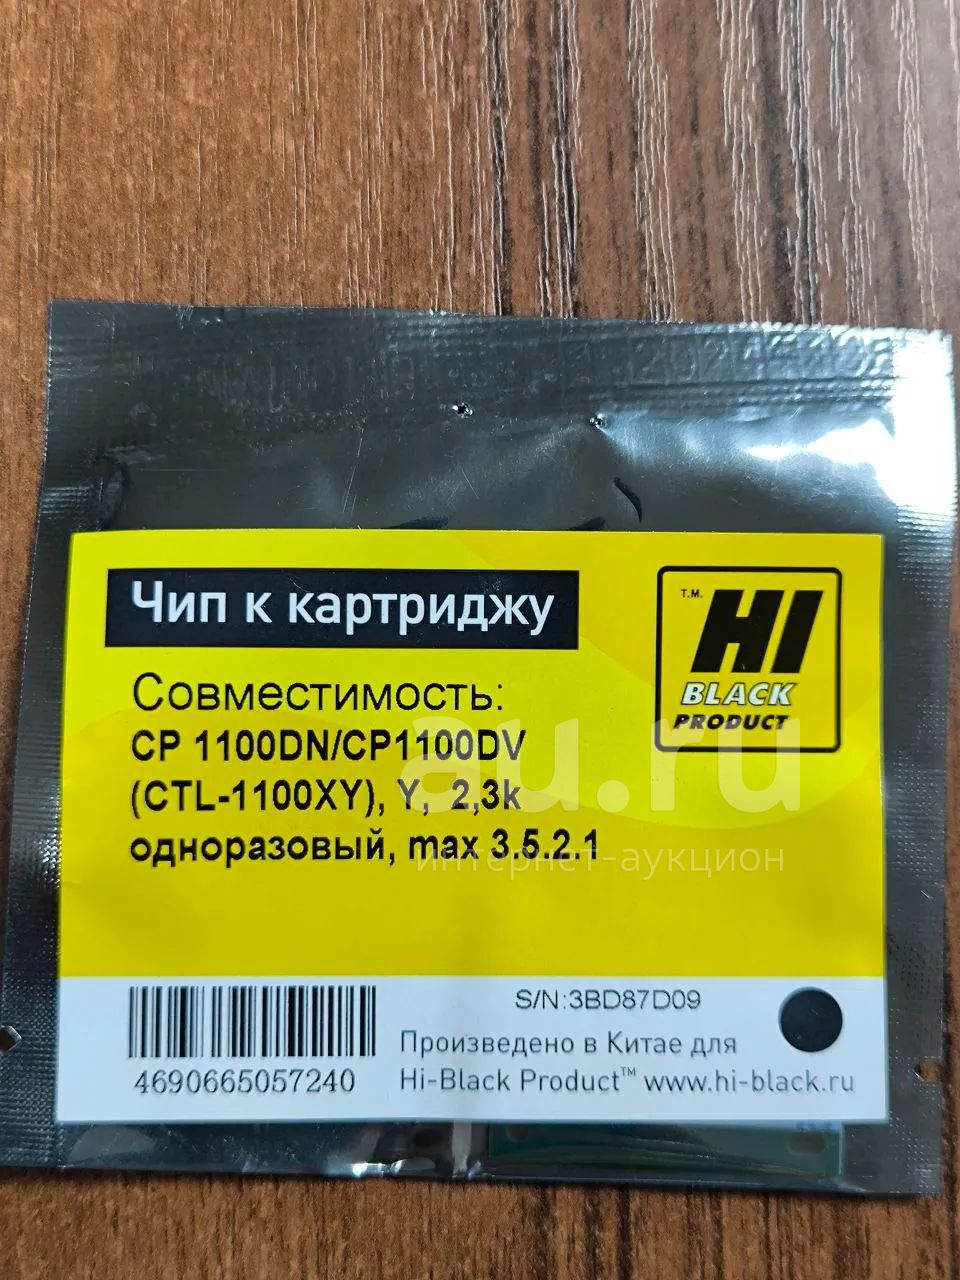 Чип к картриджу
T.M. HI
BLACK
PRODUCT
Совместимость:
CP 1100DN/CP1100DV
(CTL-1100XY), Y, 2,3k
одноразовый, max 3.5.2.1
au.ru
интернет-аукцион
S/N:3BD87D09
Произведено в Китае для
Hi-Black Product™ www.hi-black.ru
4690665057240